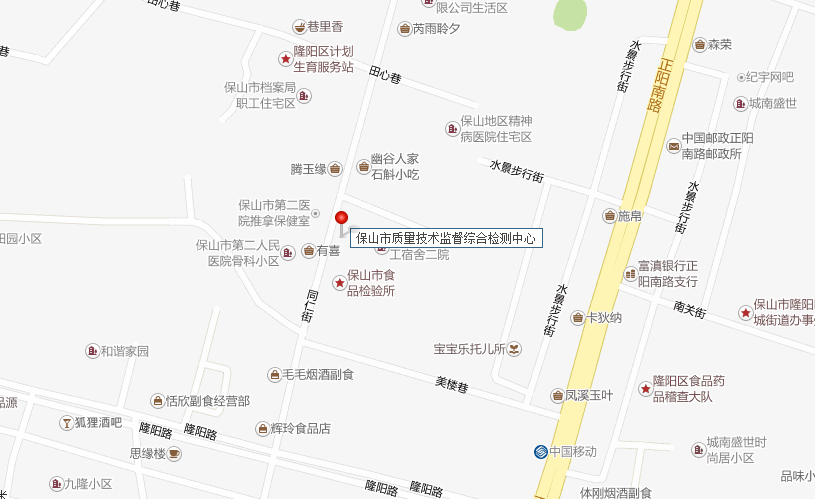 限公司生活区
田心巷
巷里香
芮雨聆夕
森荣
水景步行街
隆阳区计划
生育服务站
田心巷
正阳南路
纪宇网吧
巷
保山市档案局
职工住宅区
城南盛世
保山地区精神
病医院住宅区
中国邮政正阳
南路邮政所
幽谷人家
石斛小吃
腾玉缘
水景步行街
水景步行街
保山市第二医
院推拿保健室
施帛
田园小区
保山市质量技术监督综合检测中心
保山市第二人民
医院骨科小区
有喜
工宿舍二院
富滇银行正
阳南路支行
保山市食
品检验所
水景步行街
同仁街
南关街
保山市隆阳
城街道办事
卡狄纳
和谐家园
宝宝乐托儿所
毛毛烟酒副食
美楼巷
隆阳区食品药
品稽查大队
凤溪玉叶
品源
恬欣副食经营部
狐狸酒吧
隆阳路
隆阳路
辉玲食品店
思缘楼
中国移动
城南盛世时
尚居小区
九隆小区
隆阳路
隆阳路
体刚烟酒副食
品味小